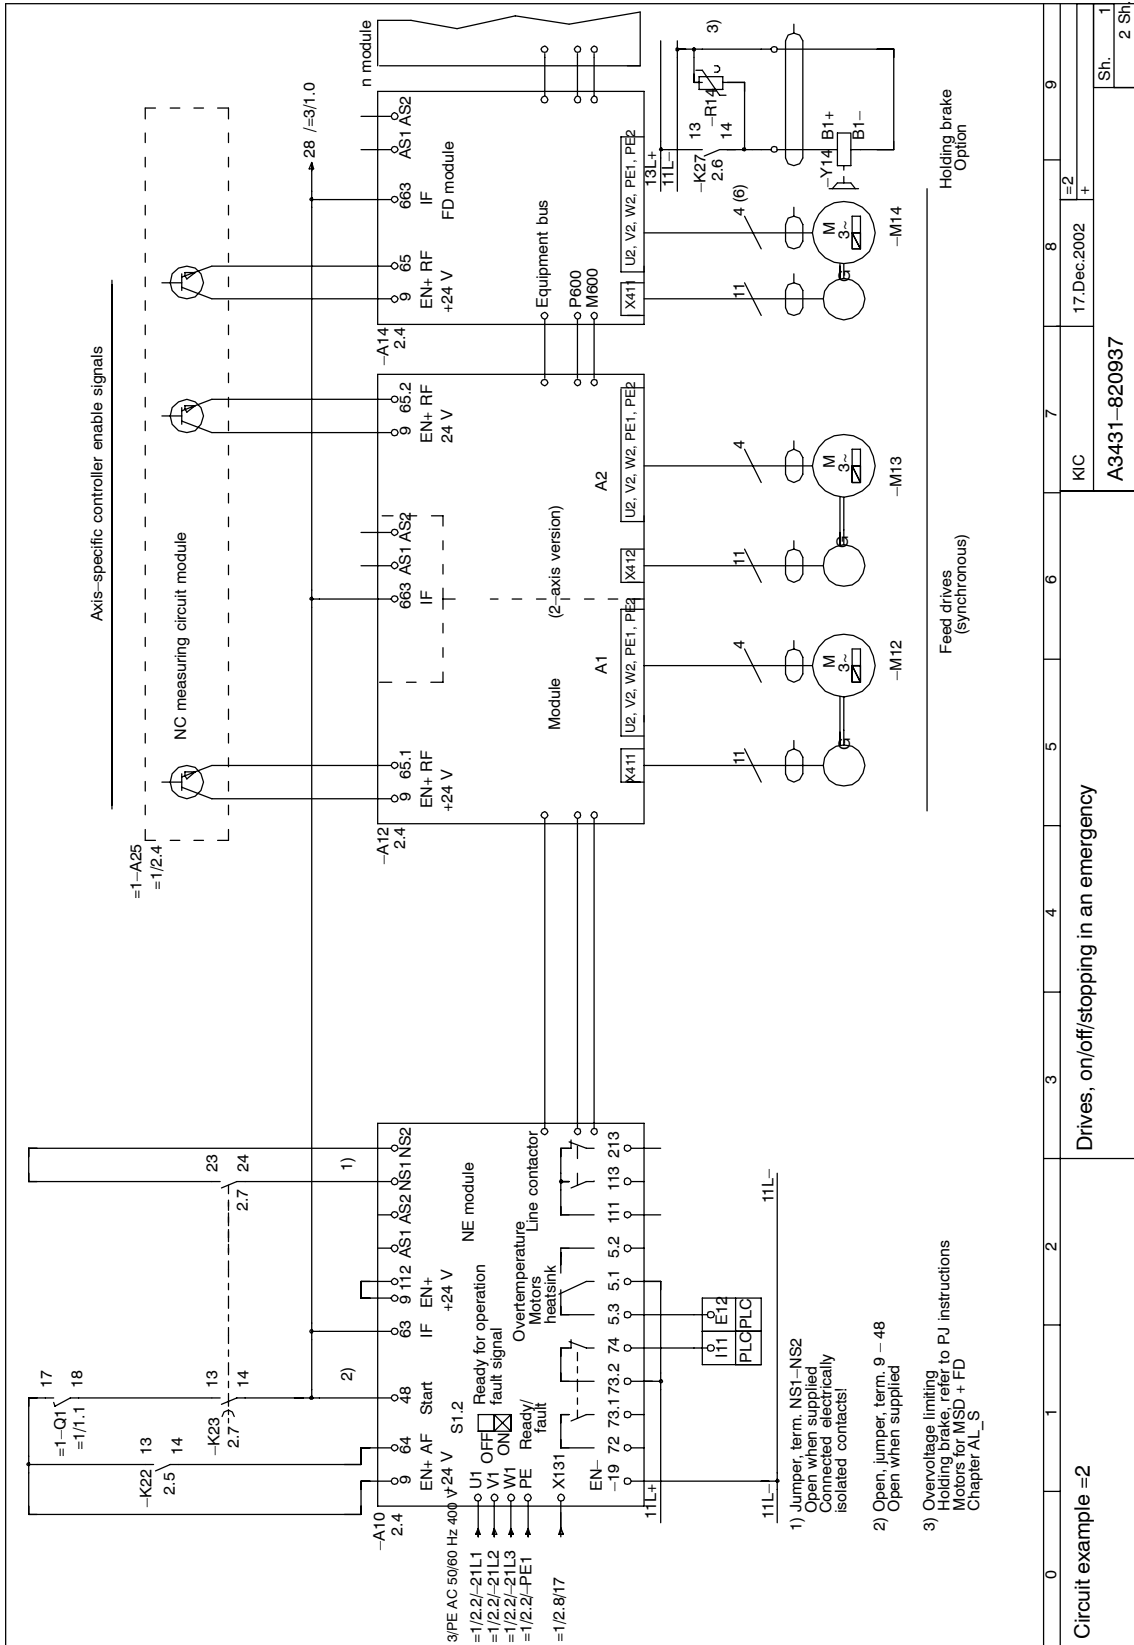 Axis–specific controller enable signals
=1–A25
=1/2.4
NC measuring circuit module
=1–Q1
=1/1.1
17
18
–K22
2.5
13
14
–K23
2.7
13
14
23
24
2.7
2)
1)
28 /=3/1.0
–A10
2.4
9
64
48
63
9
112
AS1
AS2
NS1
NS2
EN+
AF
Start
IF
EN+
+24 V
+24 V
NE module
3/PE AC 50/60 Hz 400 V
=1/2.2/–21L1
=1/2.2/–21L2
=1/2.2/–21L3
=1/2.2/–PE1
=1/2.8/17
U1
V1
W1
PE
X131
S1.2
OFF
ON
Ready for operation
fault signal
Ready/
fault
Overtemperature
Motors
heatsink
Line contactor
EN–
–19
72
73.1
73.2
74
5.3
5.1
5.2
111
113
213
11L+
I11
E12
PLC
PLC
11L–
11L–
–A12
2.4
9
65.1
663
AS1
AS2
9
65.2
EN+
RF
IF
EN+
RF
+24 V
24 V
Module
(2–axis version)
A1
A2
X411
U2, V2, W2, PE1, PE2
X412
U2, V2, W2, PE1, PE2
11
4
11
4
M
3~
G
–M12
M
3~
G
–M13
–A14
2.4
9
65
663
AS1
AS2
EN+
RF
IF
+24 V
FD module
n module
Equipment bus
P600
M600
X411
U2, V2, W2, PE1, PE2
13L+
11L–
11
4 (6)
M
3~
G
–M14
–K27
2.6
13
14
–R14
U
3)
–Y14
B1+
B1–
Feed drives
(synchronous)
Holding brake
Option
1) Jumper, term. NS1–NS2
Open when supplied
Connected electrically
isolated contacts!
2) Open, jumper, term. 9 – 48
Open when supplied
3) Overvoltage limiting
Holding brake, refer to PJ instructions
Motors for MSD + FD
Chapter AL_S
0
1
2
3
4
5
6
7
8
9
Circuit example =2
Drives, on/off/stopping in an emergency
KIC
17.Dec.2002
=2
+
A3431–820937
Sh. 1
2 Sh.